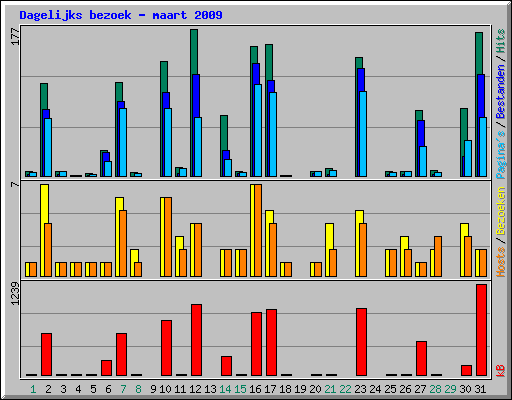 Dagelijks bezoek - maart 2009
177
7
1239
Pagina's / Bestanden / Hits
Hosts / Bezoeken
kB
1 2 3 4 5 6 7 8 9 10 11 12 13 14 15 16 17 18 19 20 21 22 23 24 25 26 27 28 29 30 31